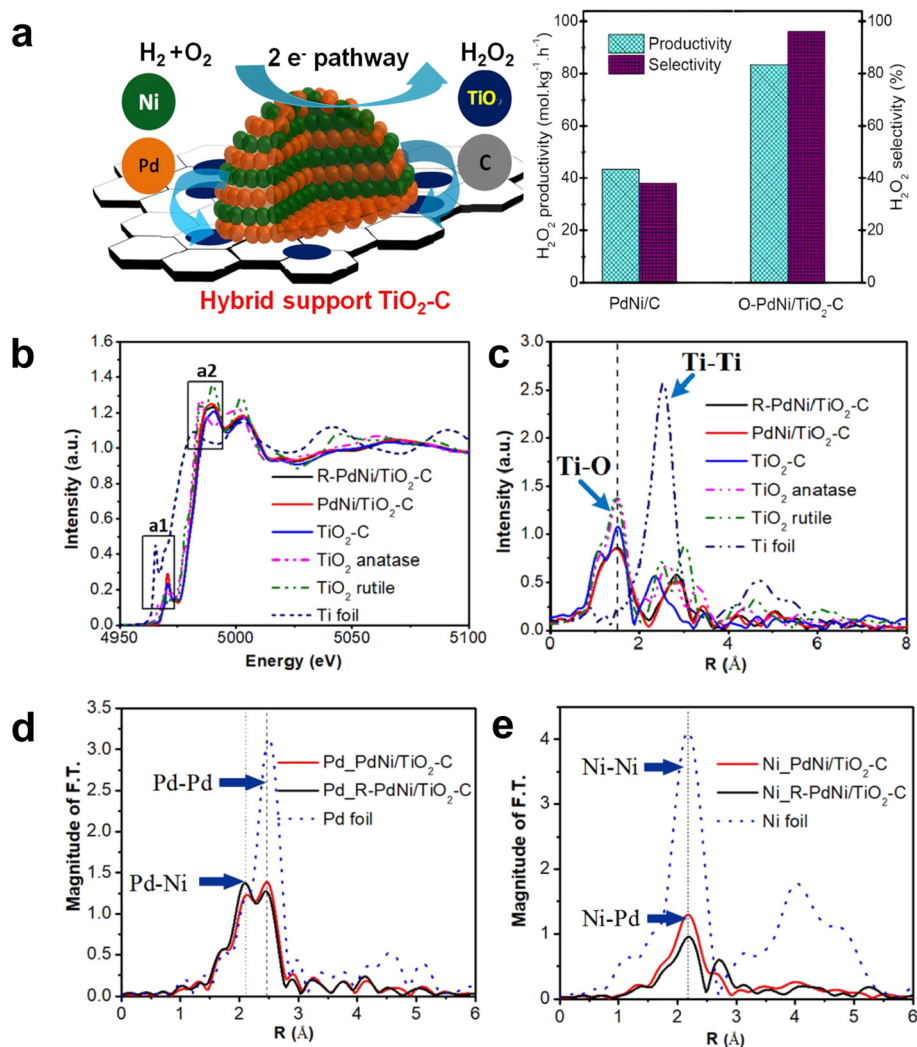 a
H₂ +O₂
2 e⁻ pathway
H₂O₂
Ni
TiO₂
Pd
C
Hybrid support TiO₂-C
H₂O₂ productivity (mol.kg⁻¹.h⁻¹)
100
80
60
40
20
0
Productivity
Selectivity
PdNi/C
O-PdNi/TiO₂-C
100
80
60
40
20
0
H₂O₂ selectivity (%)
b
Intensity (a.u.)
1.6
1.4
1.2
1.0
0.8
0.6
0.4
0.2
0.0
a2
a1
R-PdNi/TiO₂-C
PdNi/TiO₂-C
TiO₂-C
TiO₂ anatase
TiO₂ rutile
Ti foil
4950
5000
5050
5100
Energy (eV)
c
Intensity (a.u.)
3.0
2.5
2.0
1.5
1.0
0.5
0.0
Ti-Ti
Ti-O
R-PdNi/TiO₂-C
PdNi/TiO₂-C
TiO₂-C
TiO₂ anatase
TiO₂ rutile
Ti foil
0
2
4
6
8
R (Å)
d
Magnitude of F.T.
3.5
3.0
2.5
2.0
1.5
1.0
0.5
0.0
Pd-Pd
Pd-Ni
Pd_PdNi/TiO₂-C
Pd_R-PdNi/TiO₂-C
Pd foil
0
1
2
3
4
5
6
R (Å)
e
Magnitude of F.T.
4
3
2
1
0
Ni-Ni
Ni-Pd
Ni_PdNi/TiO₂-C
Ni_R-PdNi/TiO₂-C
Ni foil
0
1
2
3
4
5
6
R (Å)